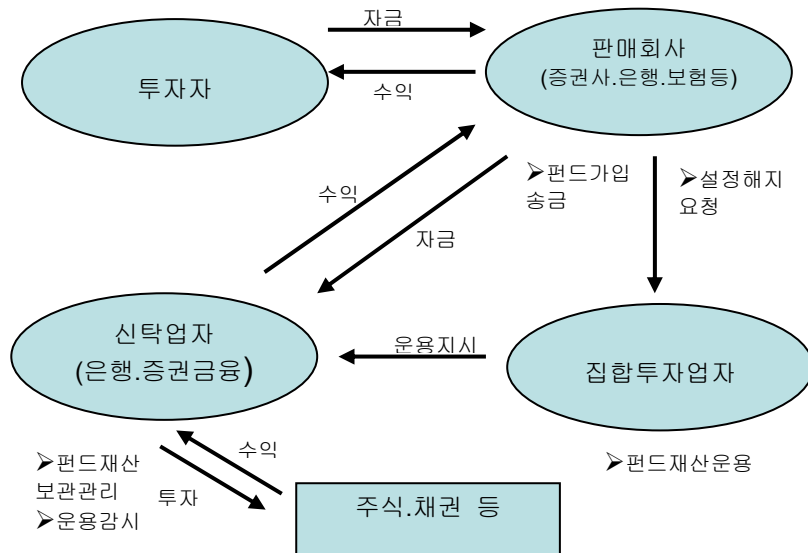 자금
투자자
판매회사
(증권사.은행.보험등)
수익
수익
자금
➢펀드가입
송금
➢설정해지
요청
신탁업자
(은행.증권금융)
운용지시
집합투자업자
➢펀드재산
보관관리
➢운용감시
수익
투자
➢펀드재산운용
주식.채권 등